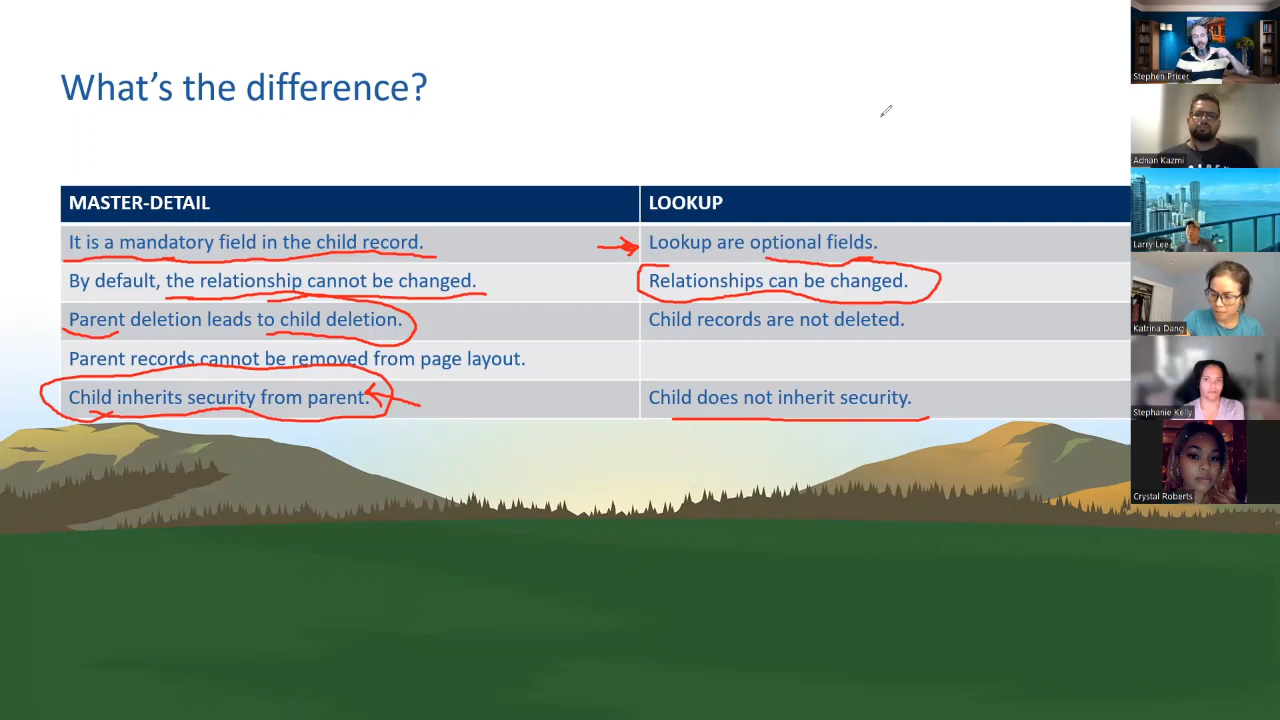 What's the difference?
MASTER-DETAIL
LOOKUP
It is a mandatory field in the child record.
Lookup are optional fields.
By default, the relationship cannot be changed.
Relationships can be changed.
Parent deletion leads to child deletion.
Child records are not deleted.
Parent records cannot be removed from page layout.
Child inherits security from parent.
Child does not inherit security.
Stephen Pricer
Adnan Kazmi
Larry Lee
Katrina Dang
Stephanie Kelly
Crystal Roberts